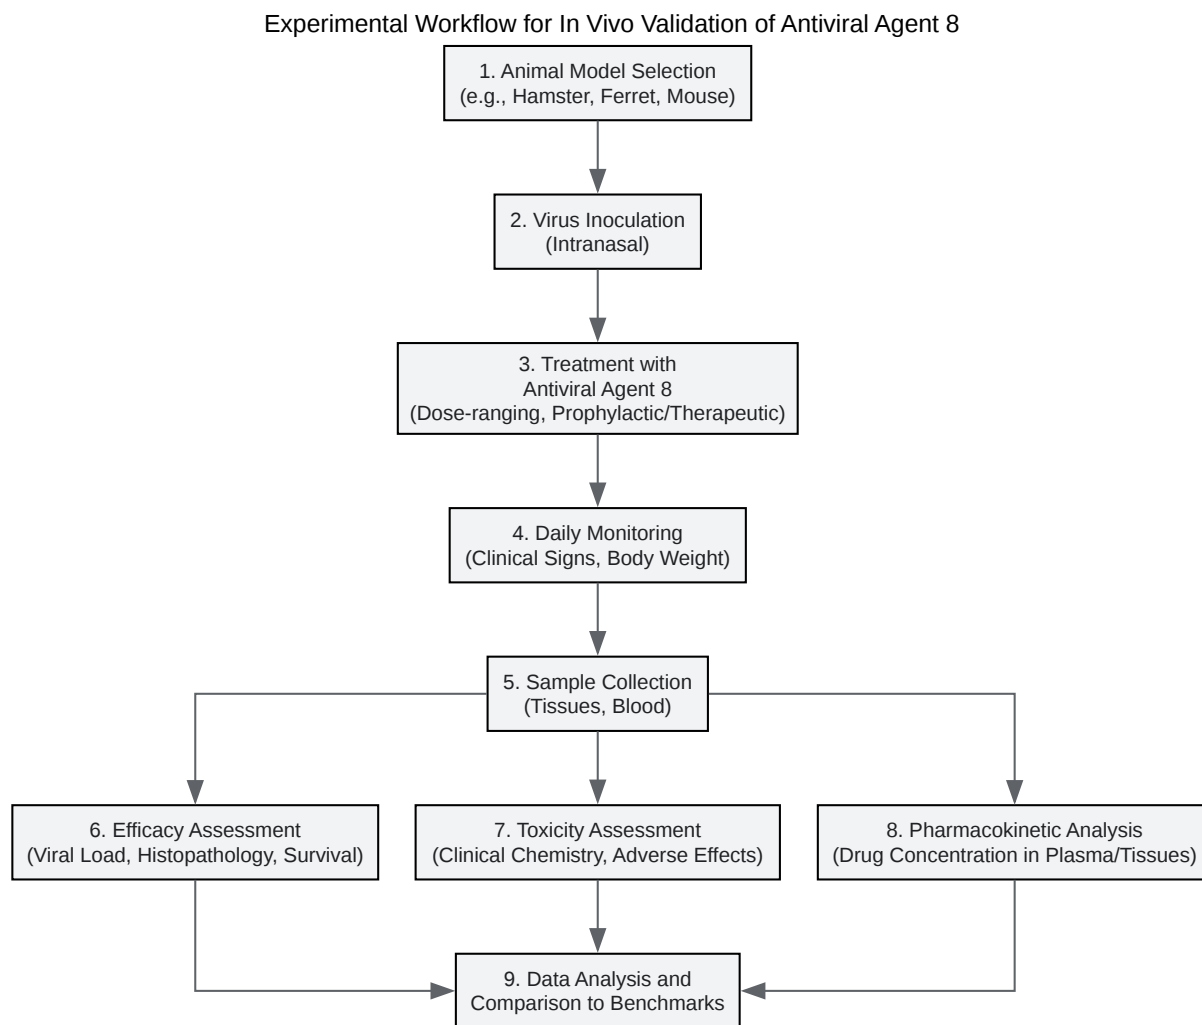 Experimental Workflow for In Vivo Validation of Antiviral Agent 8
1. Animal Model Selection
(e.g., Hamster, Ferret, Mouse)
2. Virus Inoculation
(Intranasal)
3. Treatment with
Antiviral Agent 8
(Dose-ranging, Prophylactic/Therapeutic)
4. Daily Monitoring
(Clinical Signs, Body Weight)
5. Sample Collection
(Tissues, Blood)
6. Efficacy Assessment
(Viral Load, Histopathology, Survival)
7. Toxicity Assessment
(Clinical Chemistry, Adverse Effects)
8. Pharmacokinetic Analysis
(Drug Concentration in Plasma/Tissues)
9. Data Analysis and
Comparison to Benchmarks